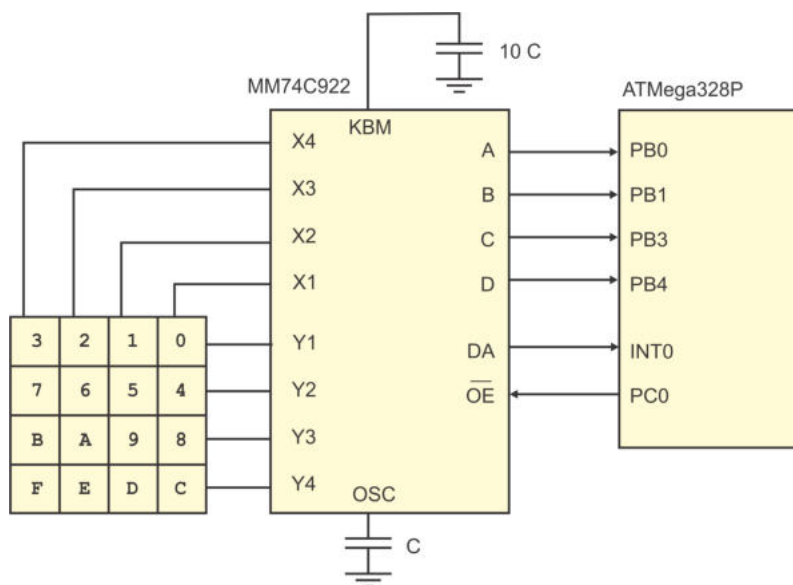 10 C
MM74C922
ATMega328P
KBM
X4
X3
X2
X1
Y1
Y2
Y3
Y4
OSC
A
B
C
D
DA
OE
PB0
PB1
PB3
PB4
INT0
PC0
3 2 1 0
7 6 5 4
B A 9 8
F E D C
C